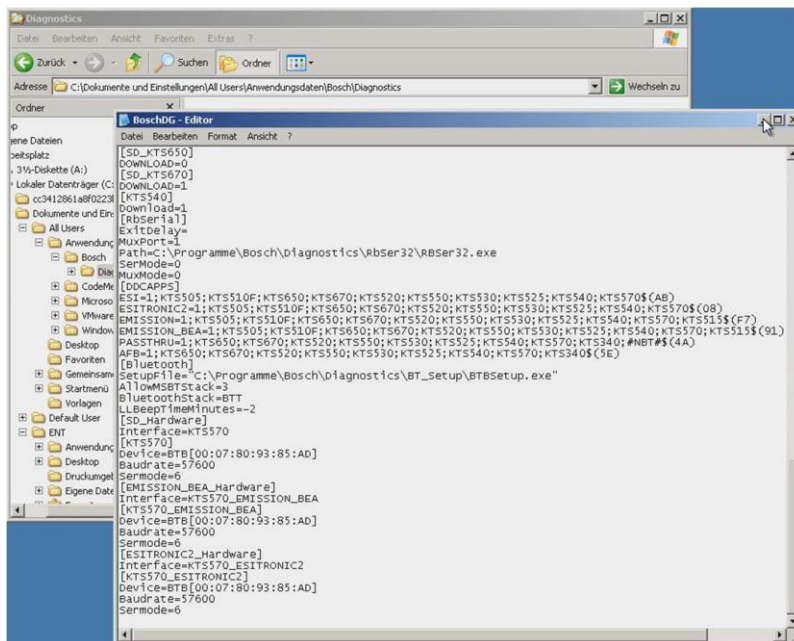 Diagnostics
Datei Bearbeiten Ansicht Favoriten Extras ?
Zurück Suchen Ordner
Adresse C:\Dokumente und Einstellungen\All Users\Anwendungsdaten\Bosch\Diagnostics Wechseln zu
Ordner x
op
gene Dateien
beitsplatz
3½-Diskette (A:)
Lokaler Datenträger (C:
cc3412861a8f0223
Dokumente und Ein
All Users
Anwendung
Bosch
Dia
CodeMe
Microso
VMware
Window
Desktop
Favoriten
Gemeinsam
Startmenü
Vorlagen
Default User
ENT
Anwendung
Desktop
Druckumgeb
Eigene Date
BoschDG - Editor
Datei Bearbeiten Format Ansicht ?
[SD_KTS650]
DOWNLOAD=0
[SD_KTS670]
DOWNLOAD=1
[KTS540]
Download=1
[RbSerial]
ExitDelay=
MuxPort=1
Path=C:\Programme\Bosch\Diagnostics\RbSer32\RBSer32.exe
SerMode=0
MuxMode=0
[DDCAPPS]
ESI=1;KTS505;KTS510F;KTS650;KTS670;KTS520;KTS550;KTS530;KTS525;KTS540;KTS570$(AB)
ESITRONIC2=1;KTS505;KTS510F;KTS650;KTS670;KTS520;KTS550;KTS530;KTS525;KTS540;KTS570$(08)
EMISSION=1;KTS505;KTS510F;KTS650;KTS670;KTS520;KTS550;KTS530;KTS525;KTS540;KTS570;KTS515$(F7)
EMISSION_BEA=1;KTS505;KTS510F;KTS650;KTS670;KTS520;KTS550;KTS530;KTS525;KTS540;KTS570;KTS515$(91)
PASSTHRU=1;KTS650;KTS670;KTS520;KTS550;KTS530;KTS525;KTS540;KTS570;KTS340;#NBT#$(4A)
AFB=1;KTS650;KTS670;KTS520;KTS550;KTS530;KTS525;KTS540;KTS570;KTS340$(5E)
[Bluetooth]
SetupFile="C:\Programme\Bosch\Diagnostics\BT_Setup\BTBSetup.exe"
AllowMSBTStack=3
BluetoothStack=BTT
LLBeepTimeMinutes=-2
[SD_Hardware]
Interface=KTS570
[KTS570]
Device=BTB[00:07:80:93:85:AD]
Baudrate=57600
Sermode=6
[EMISSION_BEA_Hardware]
Interface=KTS570_EMISSION_BEA
[KTS570_EMISSION_BEA]
Device=BTB[00:07:80:93:85:AD]
Baudrate=57600
Sermode=6
[ESITRONIC2_Hardware]
Interface=KTS570_ESITRONIC2
[KTS570_ESITRONIC2]
Device=BTB[00:07:80:93:85:AD]
Baudrate=57600
Sermode=6